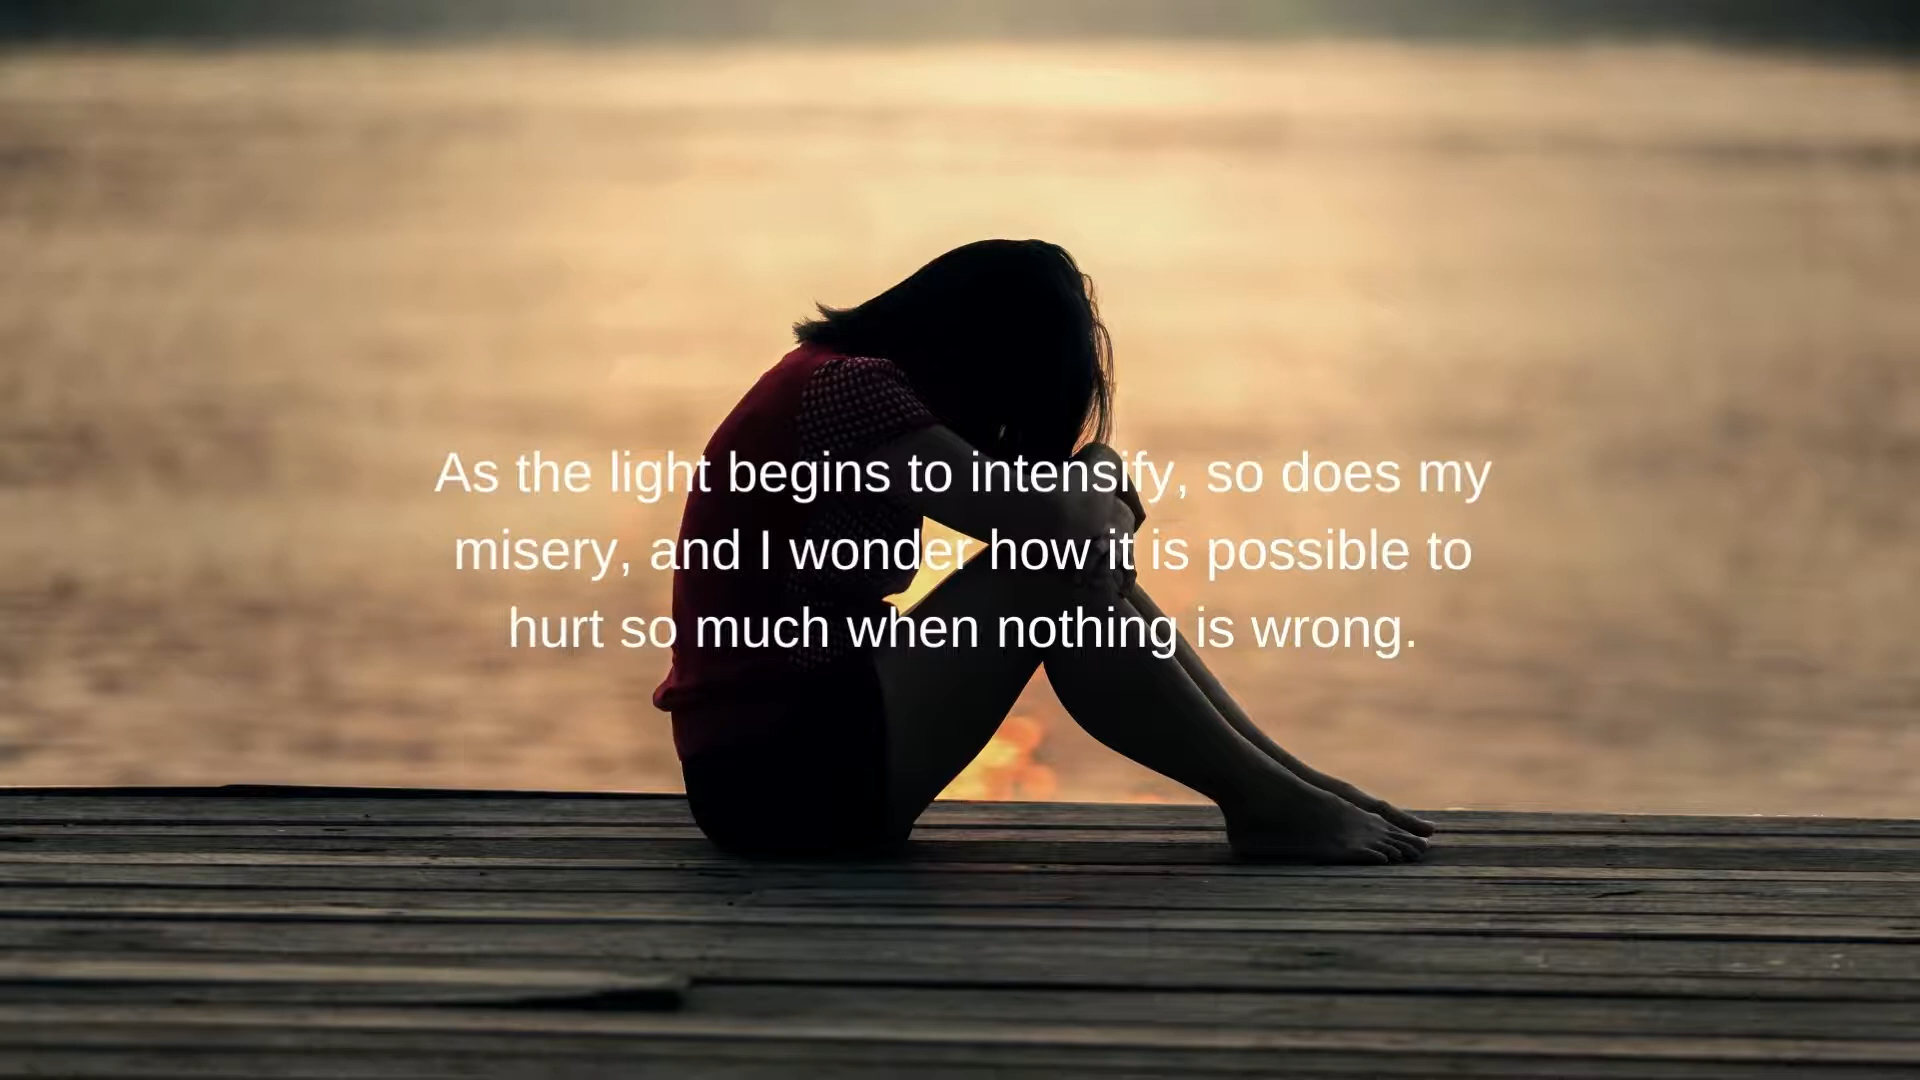 As the light begins to intensify, so does my
misery, and I wonder how it is possible to
hurt so much when nothing is wrong.